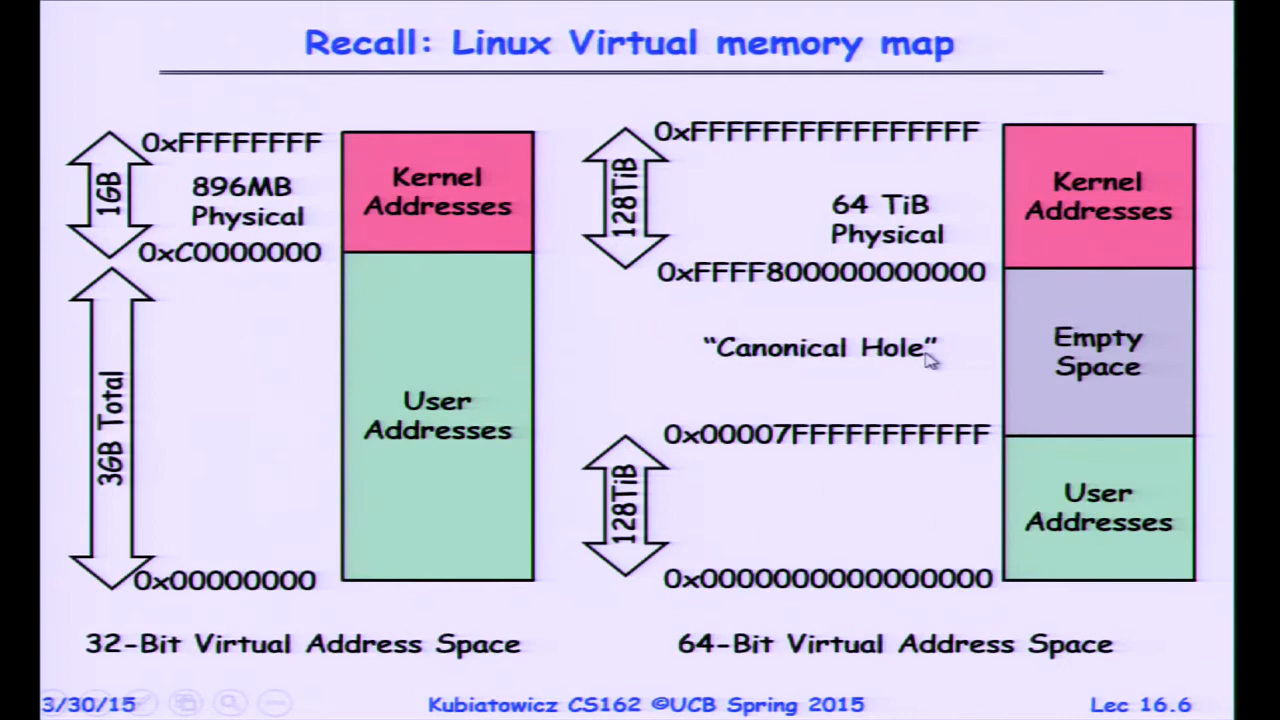 Recall: Linux Virtual memory map
0xFFFFFFFF
1GB
896MB
Physical
Kernel
Addresses
0xC0000000
3GB Total
User
Addresses
0x00000000
32-Bit Virtual Address Space
0xFFFFFFFFFFFFFFFF
128TiB
64 TiB
Physical
Kernel
Addresses
0xFFFF800000000000
“Canonical Hole”
Empty
Space
0x00007FFFFFFFFFFF
128TiB
User
Addresses
0x0000000000000000
64-Bit Virtual Address Space
3/30/15
Kubiatowicz CS162 ©UCB Spring 2015
Lec 16.6